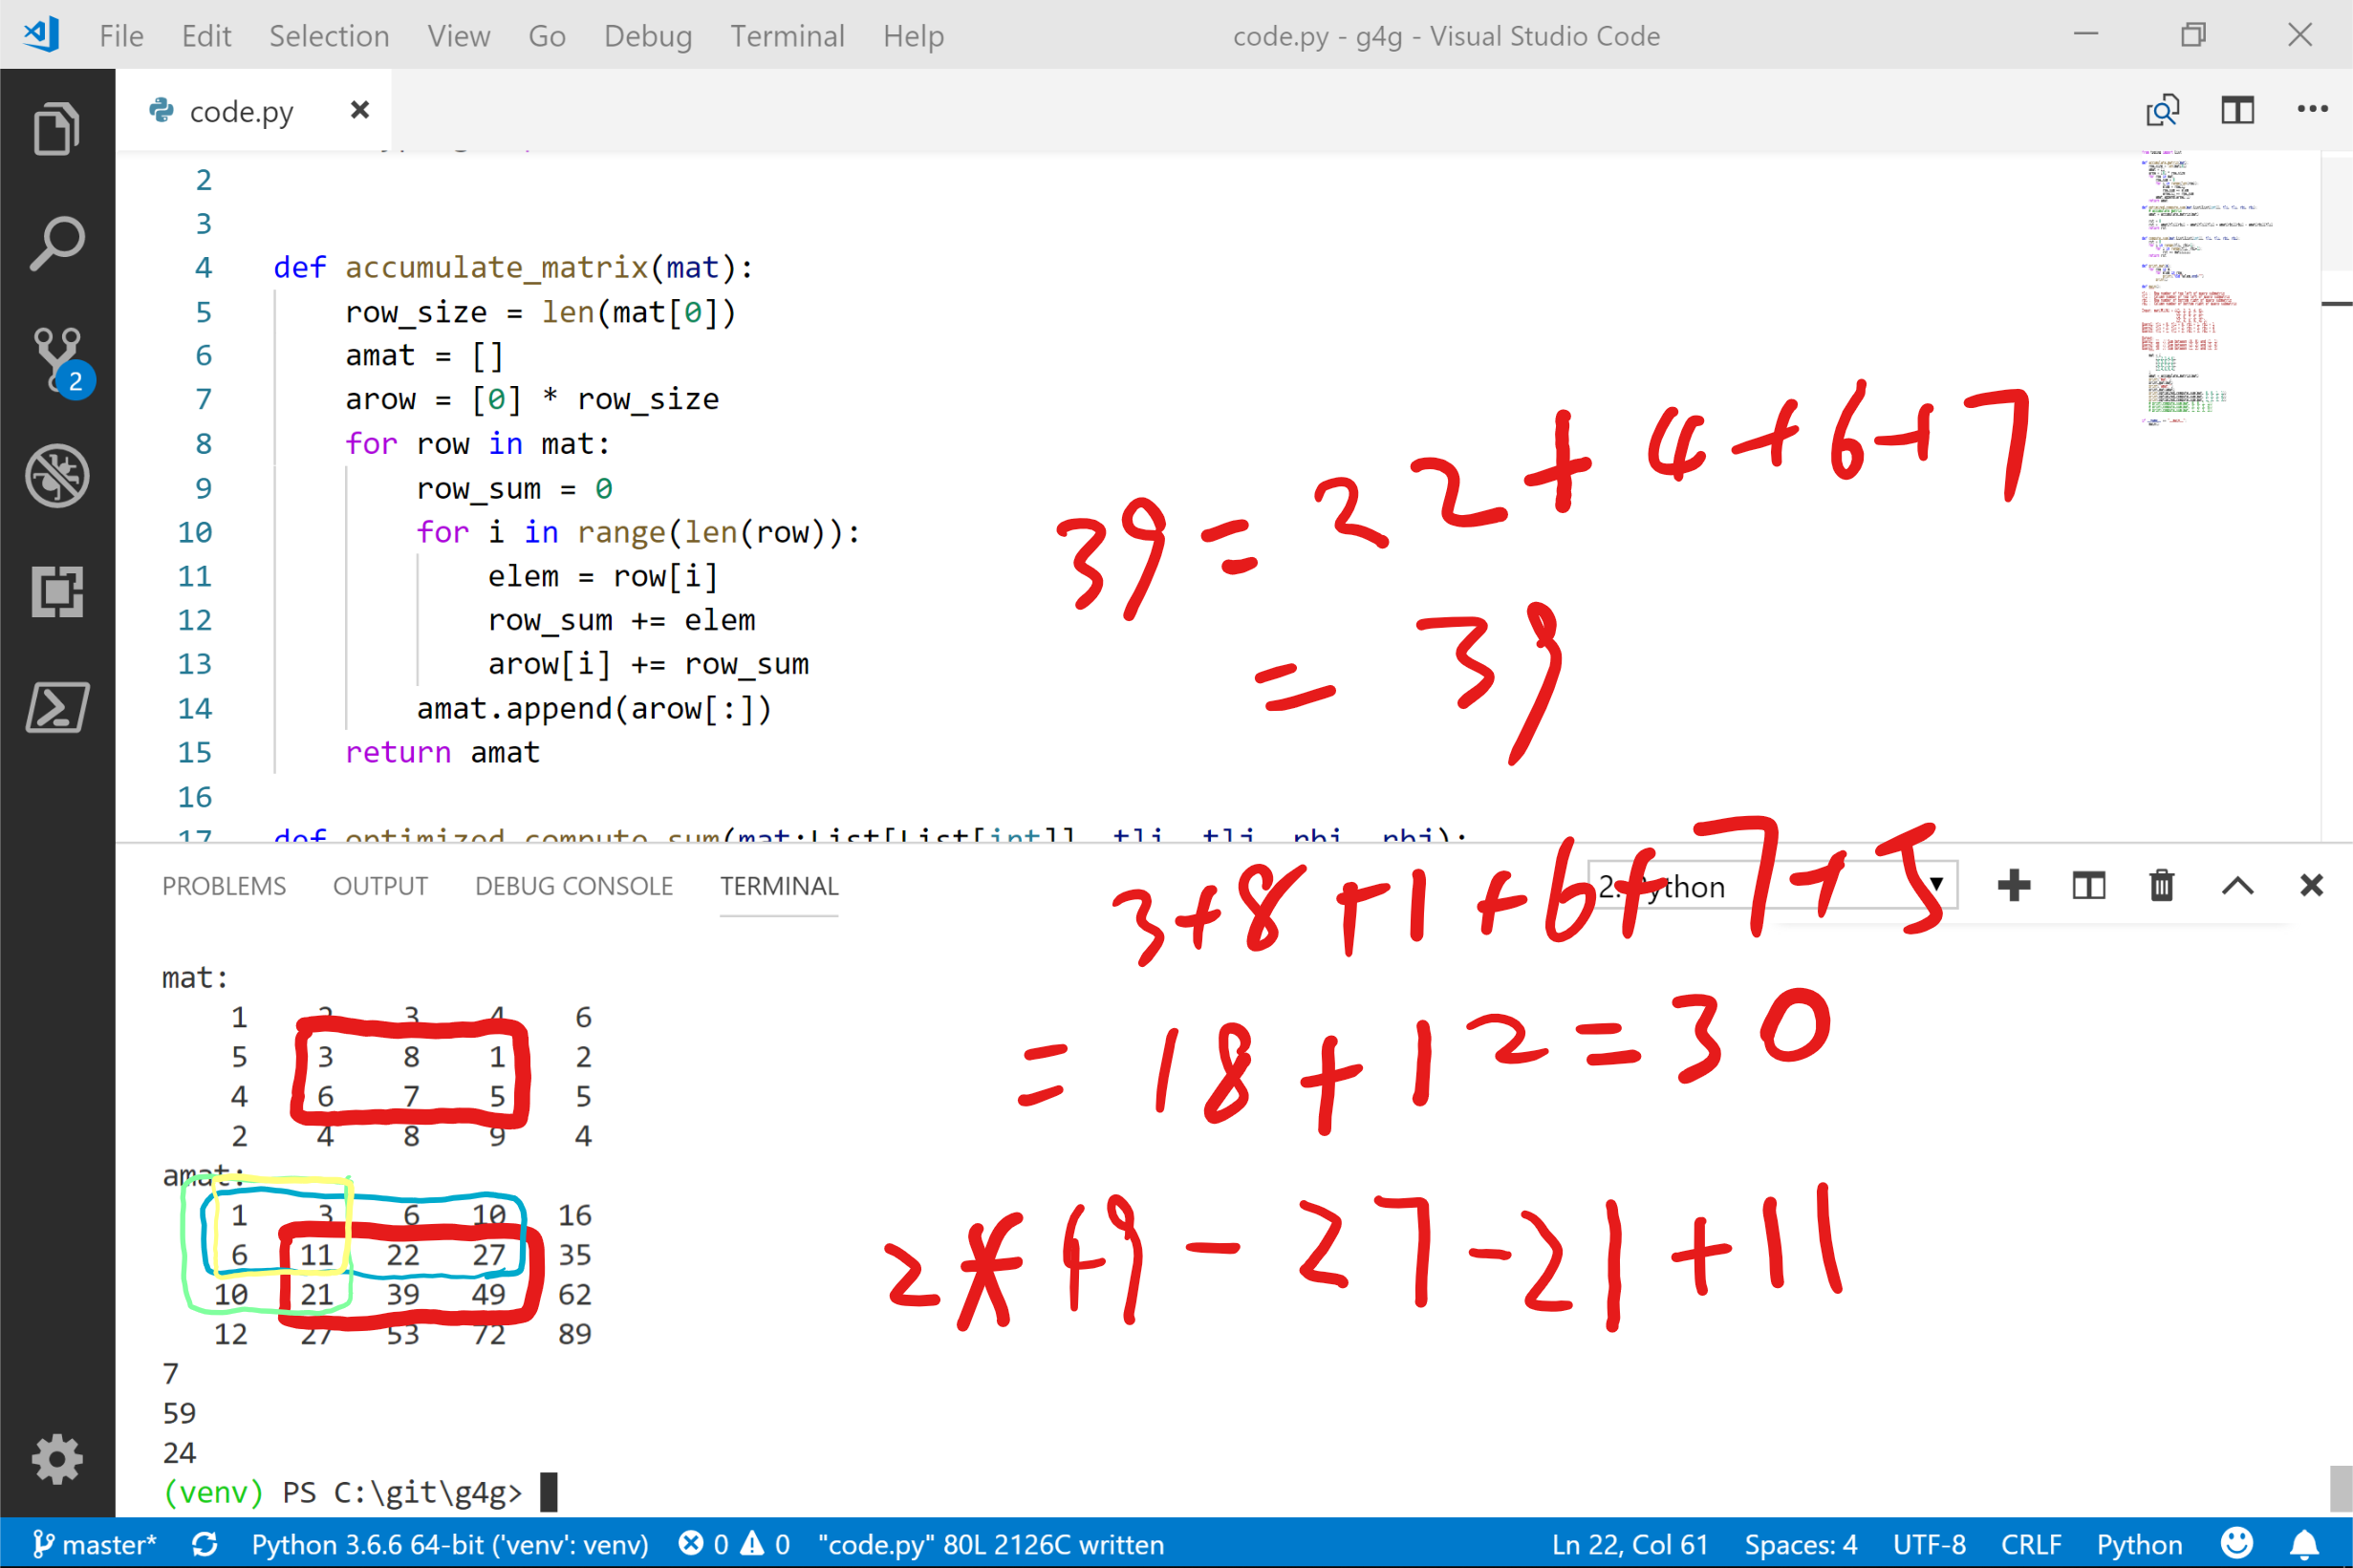 File Edit Selection View Go Debug Terminal Help code.py - g4g - Visual Studio Code
code.py
2
3
4 def accumulate_matrix(mat):
5 row_size = len(mat[0])
6 amat = []
7 arow = [0] * row_size
8 for row in mat:
9 row_sum = 0
10 for i in range(len(row)):
11 elem = row[i]
12 row_sum += elem
13 arow[i] += row_sum
14 amat.append(arow[:])
15 return amat
16
17 def optimized_compute_sum(mat:List[List[int]], tli, tlj, rbi, rbj):
39 = 22 + 4 + 6 + 7
= 39
2
PROBLEMS OUTPUT DEBUG CONSOLE TERMINAL 2: Python
3+8+1+6+7+5
= 18 + 12 = 30
2*49 - 27 - 21 + 11
mat:
1 2 3 4 6
5 3 8 1 2
4 6 7 5 5
2 4 8 9 4
amat:
1 3 6 10 16
6 11 22 27 35
10 21 39 49 62
12 27 53 72 89
7
59
24
(venv) PS C:\git\g4g>
master* Python 3.6.6 64-bit ('venv': venv) 0 0 "code.py" 80L 2126C written Ln 22, Col 61 Spaces: 4 UTF-8 CRLF Python